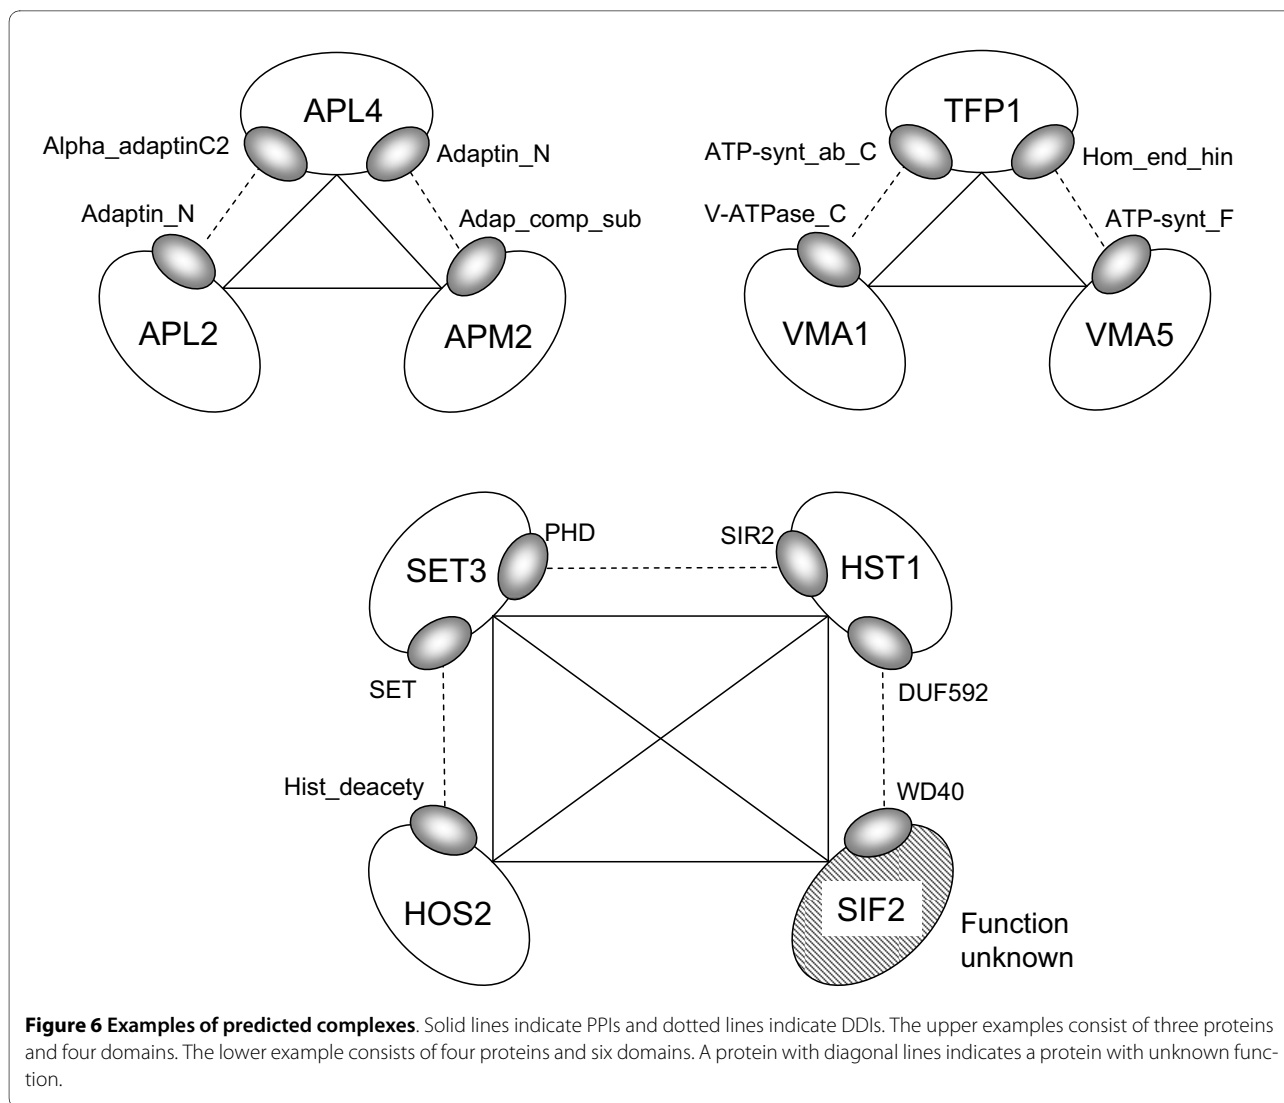 APL4
Alpha_adaptinC2
Adaptin_N
Adaptin_N
Adap_comp_sub
APL2
APM2
TFP1
ATP-synt_ab_C
Hom_end_hin
V-ATPase_C
ATP-synt_F
VMA1
VMA5
PHD
SIR2
SET3
HST1
SET
DUF592
Hist_deacety
WD40
HOS2
SIF2
Function
unknown
Figure 6 Examples of predicted complexes. Solid lines indicate PPIs and dotted lines indicate DDIs. The upper examples consist of three proteins
and four domains. The lower example consists of four proteins and six domains. A protein with diagonal lines indicates a protein with unknown func-
tion.